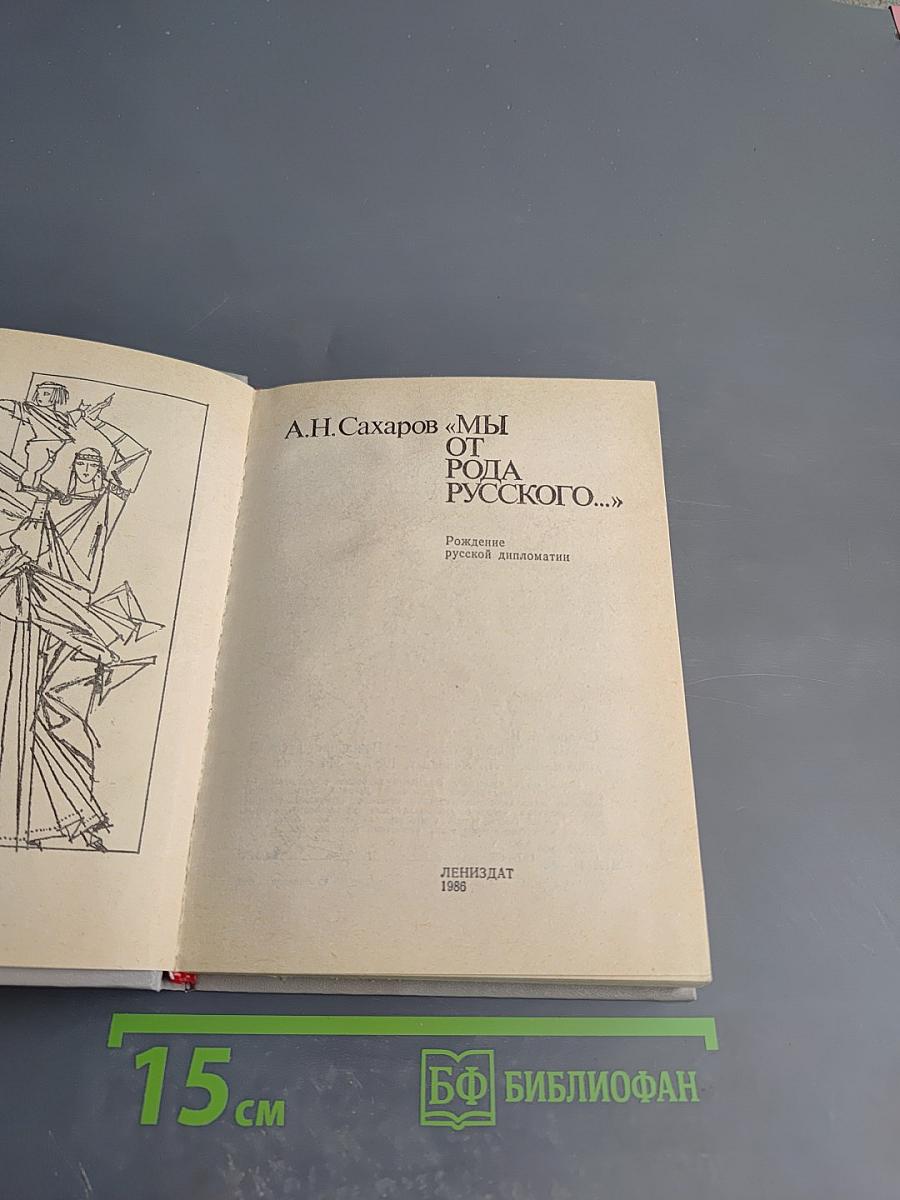 А.Н. Сахаров «МЫ
ОТ
РОДА
РУССКОГО...»
Рождение
русской дипломатии
ЛЕНИЗДАТ
1986
15 см
БФ БИБЛИОФАН